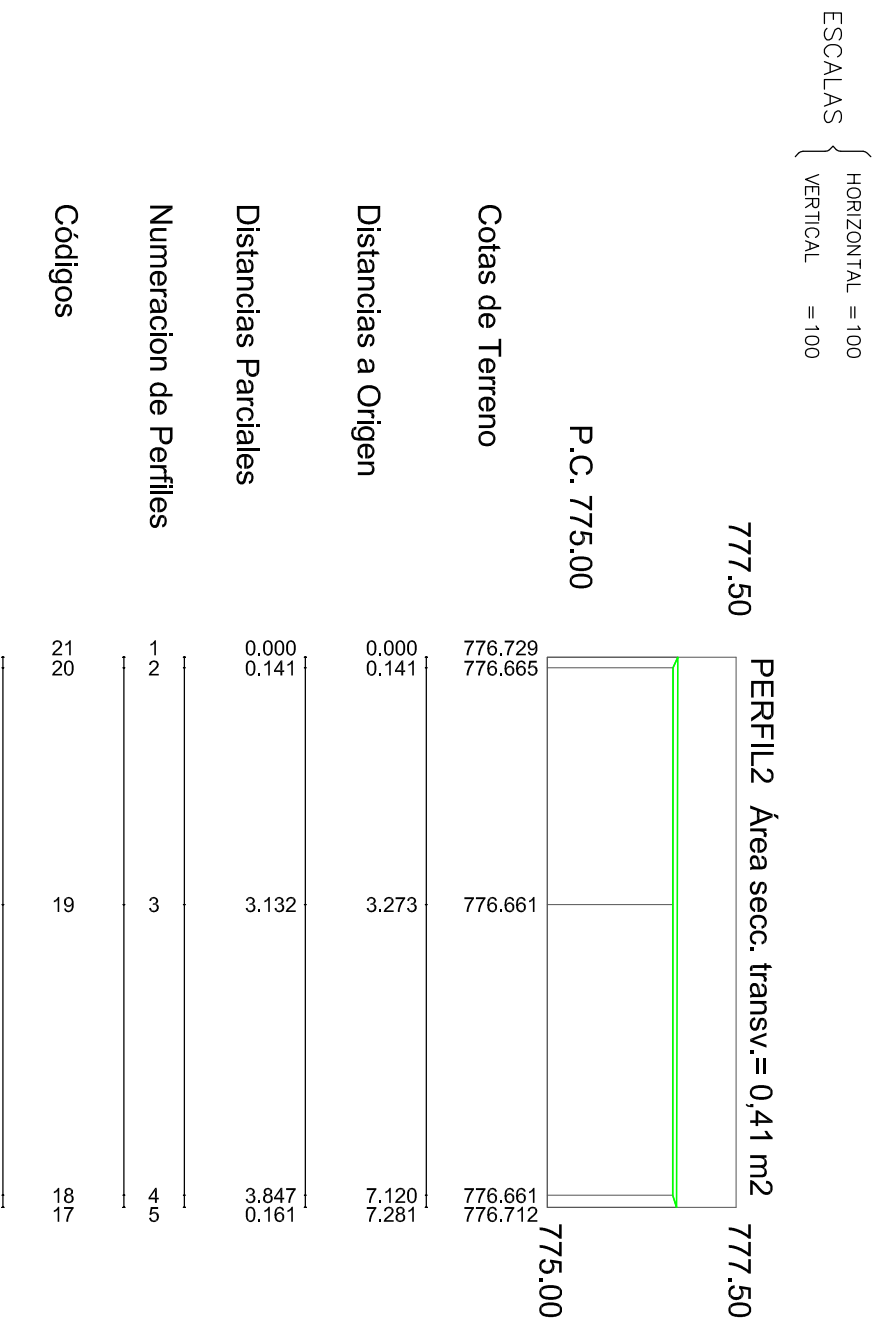 ESCALAS
HORIZONTAL = 100
VERTICAL = 100
PERFIL2 Área secc. transv.= 0,41 m2
777.50
777.50
P.C. 775.00
775.00
Cotas de Terreno 776.729 776.665 776.661 776.661 776.712
Distancias a Origen 0.000 0.141 3.273 7.120 7.281
Distancias Parciales 0.000 0.141 3.132 3.847 0.161
Numeracion de Perfiles 1 2 3 4 5
Códigos 21 20 19 18 17